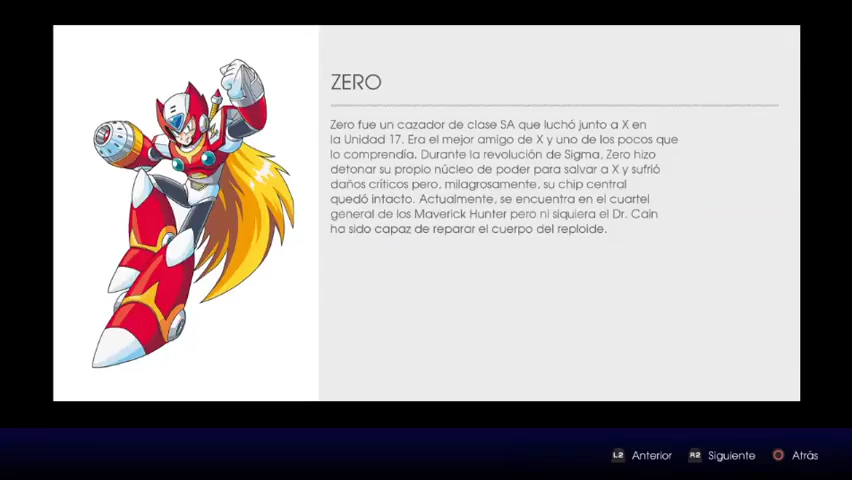 ZERO
Zero fue un cazador de clase SA que luchó junto a X en
la Unidad 17. Era el mejor amigo de X y uno de los pocos que
lo comprendía. Durante la revolución de Sigma, Zero hizo
detonar su propio núcleo de poder para salvar a X y sufrió
daños críticos pero, milagrosamente, su chip central
quedó intacto. Actualmente, se encuentra en el cuartel
general de los Maverick Hunter pero ni siquiera el Dr. Cain
ha sido capaz de reparar el cuerpo del reploide.
L2 Anterior R2 Siguiente Atrás